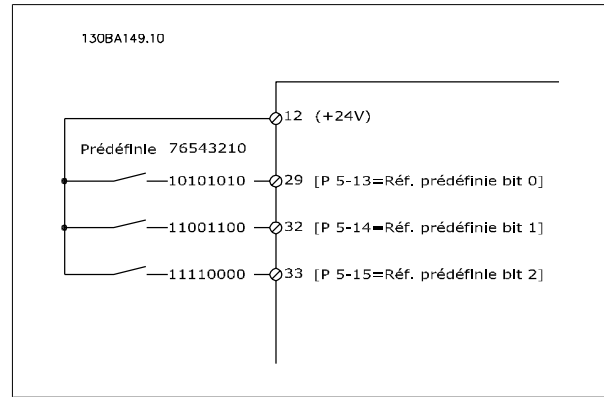 130BA149.10
12 (+24V)
Prédéfinie 76543210
10101010 29 [P 5-13=Réf. prédéfinie bit 0]
11001100 32 [P 5-14=Réf. prédéfinie bit 1]
11110000 33 [P 5-15=Réf. prédéfinie bit 2]